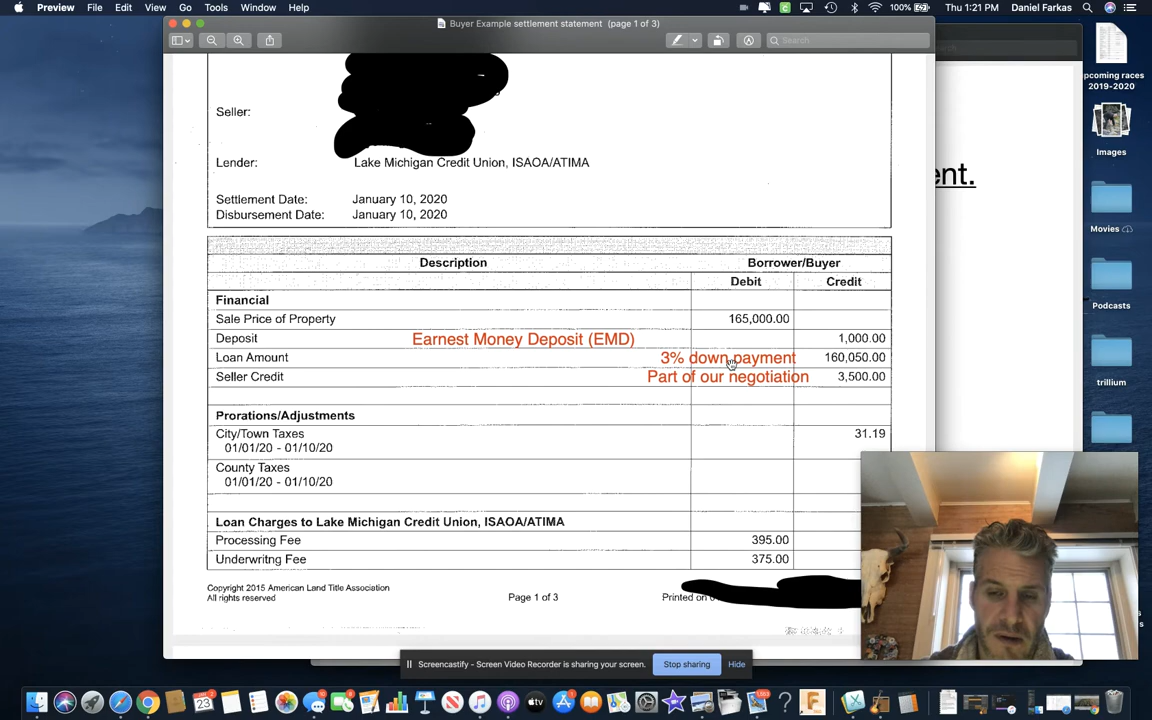 Preview File Edit View Go Tools Window Help 100% Thu 1:21 PM Daniel Farkas
Buyer Example settlement statement (page 1 of 3)
Search
Seller:
Lender: Lake Michigan Credit Union, ISAOA/ATIMA
Settlement Date: January 10, 2020
Disbursement Date: January 10, 2020
Description Borrower/Buyer
Debit Credit
Financial
Sale Price of Property 165,000.00
Deposit Earnest Money Deposit (EMD) 1,000.00
Loan Amount 3% down payment 160,050.00
Seller Credit Part of our negotiation 3,500.00
Prorations/Adjustments
City/Town Taxes 31.19
01/01/20 - 01/10/20
County Taxes
01/01/20 - 01/10/20
Loan Charges to Lake Michigan Credit Union, ISAOA/ATIMA
Processing Fee 395.00
Underwritng Fee 375.00
Copyright 2015 American Land Title Association
All rights reserved
Page 1 of 3
Printed on
ent.
pcoming races
2019-2020
Images
Movies
Podcasts
trillium
Screencastify - Screen Video Recorder is sharing your screen. Stop sharing Hide